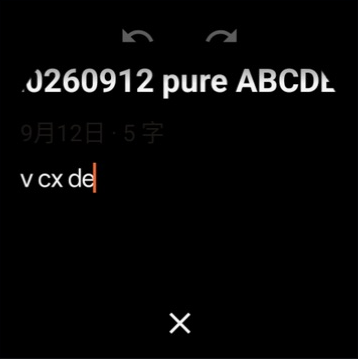 0260912 pure ABCDE
9月12日 · 5 字
v cx de